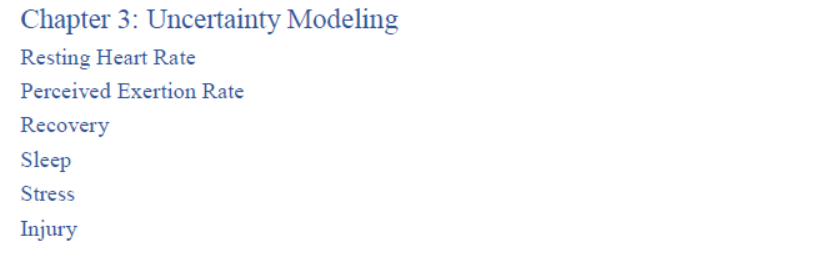 Chapter 3: Uncertainty Modeling
Resting Heart Rate
Perceived Exertion Rate
Recovery
Sleep
Stress
Injury